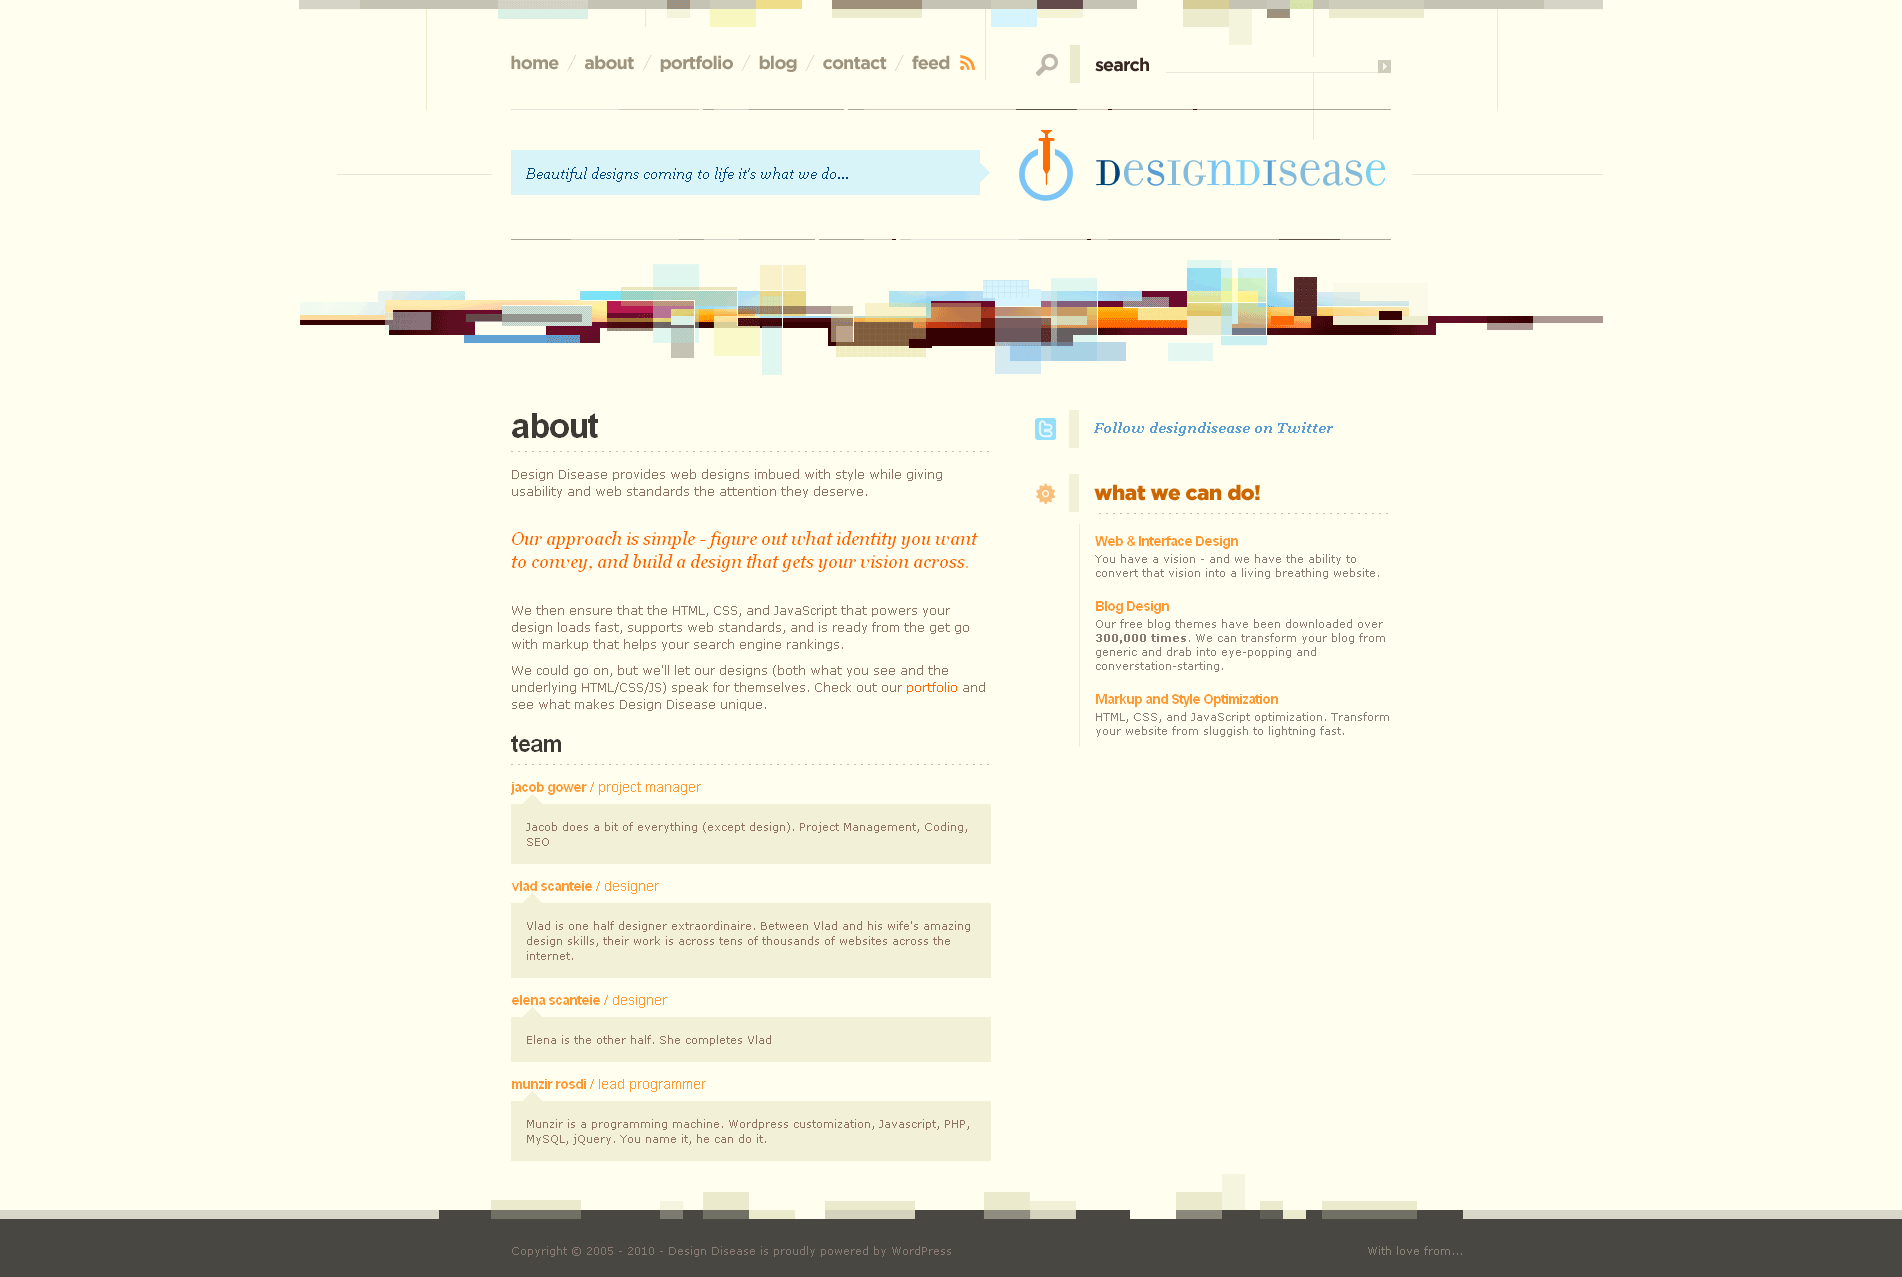 home / about / portfolio / blog / contact / feed
search
Beautiful designs coming to life it's what we do...
DesignDisease
about
Design Disease provides web designs imbued with style while giving
usability and web standards the attention they deserve.
Our approach is simple - figure out what identity you want
to convey, and build a design that gets your vision across.
We then ensure that the HTML, CSS, and JavaScript that powers your
design loads fast, supports web standards, and is ready from the get go
with markup that helps your search engine rankings.
We could go on, but we'll let our designs (both what you see and the
underlying HTML/CSS/JS) speak for themselves. Check out our portfolio and
see what makes Design Disease unique.
team
jacob gower / project manager
Jacob does a bit of everything (except design). Project Management, Coding,
SEO
vlad scanteie / designer
Vlad is one half designer extraordinaire. Between Vlad and his wife's amazing
design skills, their work is across tens of thousands of websites across the
internet.
elena scanteie / designer
Elena is the other half. She completes Vlad
munzir rosdi / lead programmer
Munzir is a programming machine. Wordpress customization, Javascript, PHP,
MySQL, jQuery. You name it, he can do it.
Follow designdisease on Twitter
what we can do!
Web & Interface Design
You have a vision - and we have the ability to
convert that vision into a living breathing website.
Blog Design
Our free blog themes have been downloaded over
300,000 times. We can transform your blog from
generic and drab into eye-popping and
converstation-starting.
Markup and Style Optimization
HTML, CSS, and JavaScript optimization. Transform
your website from sluggish to lightning fast.
Copyright © 2005 - 2010 - Design Disease is proudly powered by WordPress
With love from...